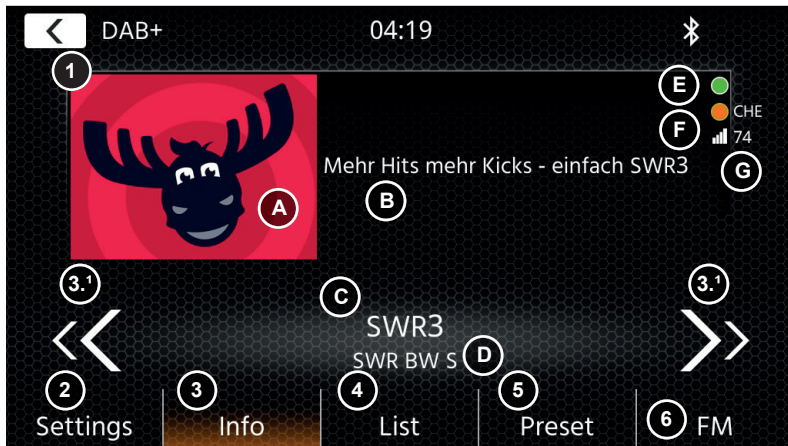 DAB+ 04:19
1
E
CHE
F 74
Mehr Hits mehr Kicks - einfach SWR3
G
B
A
3.¹ 3.¹
C
SWR3
SWR BW S D
2 3 4 5
Settings Info List Preset 6 FM